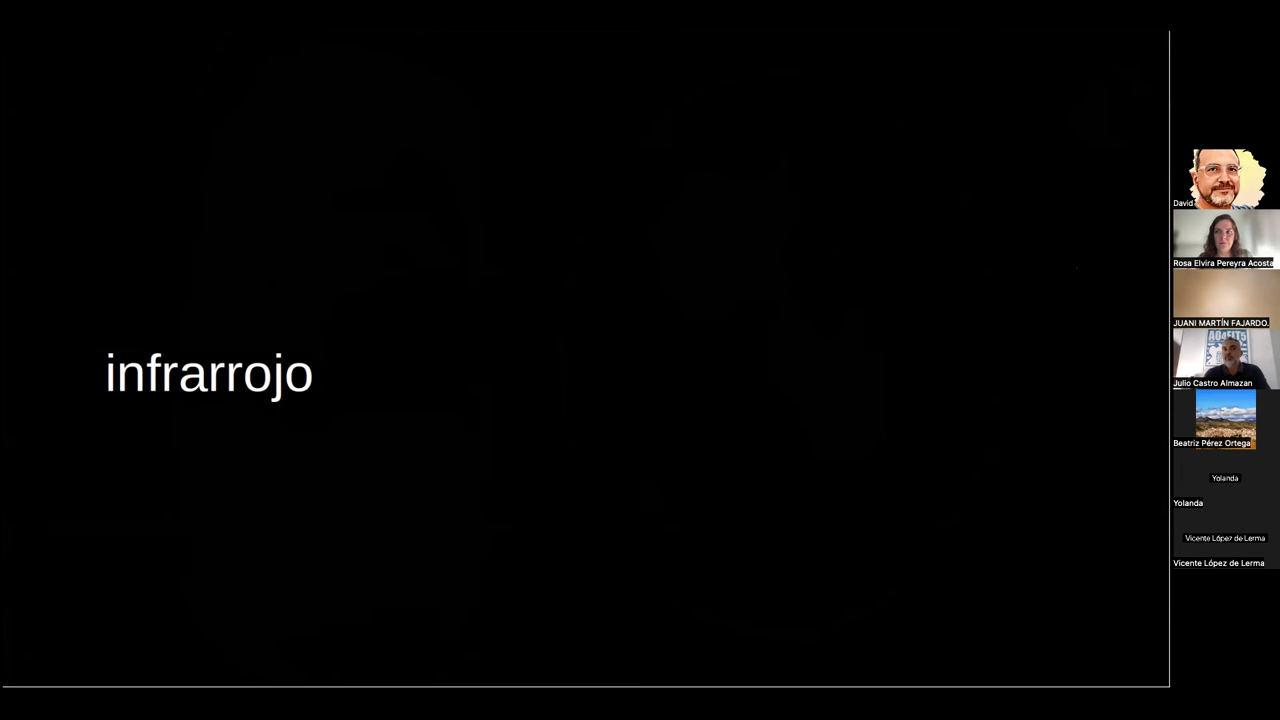 infrarrojo
David
Rosa Elvira Pereyra Acosta
JUANI MARTÍN FAJARDO.
Julio Castro Almazan
Beatriz Pérez Ortega
Yolanda
Yolanda
Vicente López de Lerma
Vicente López de Lerma